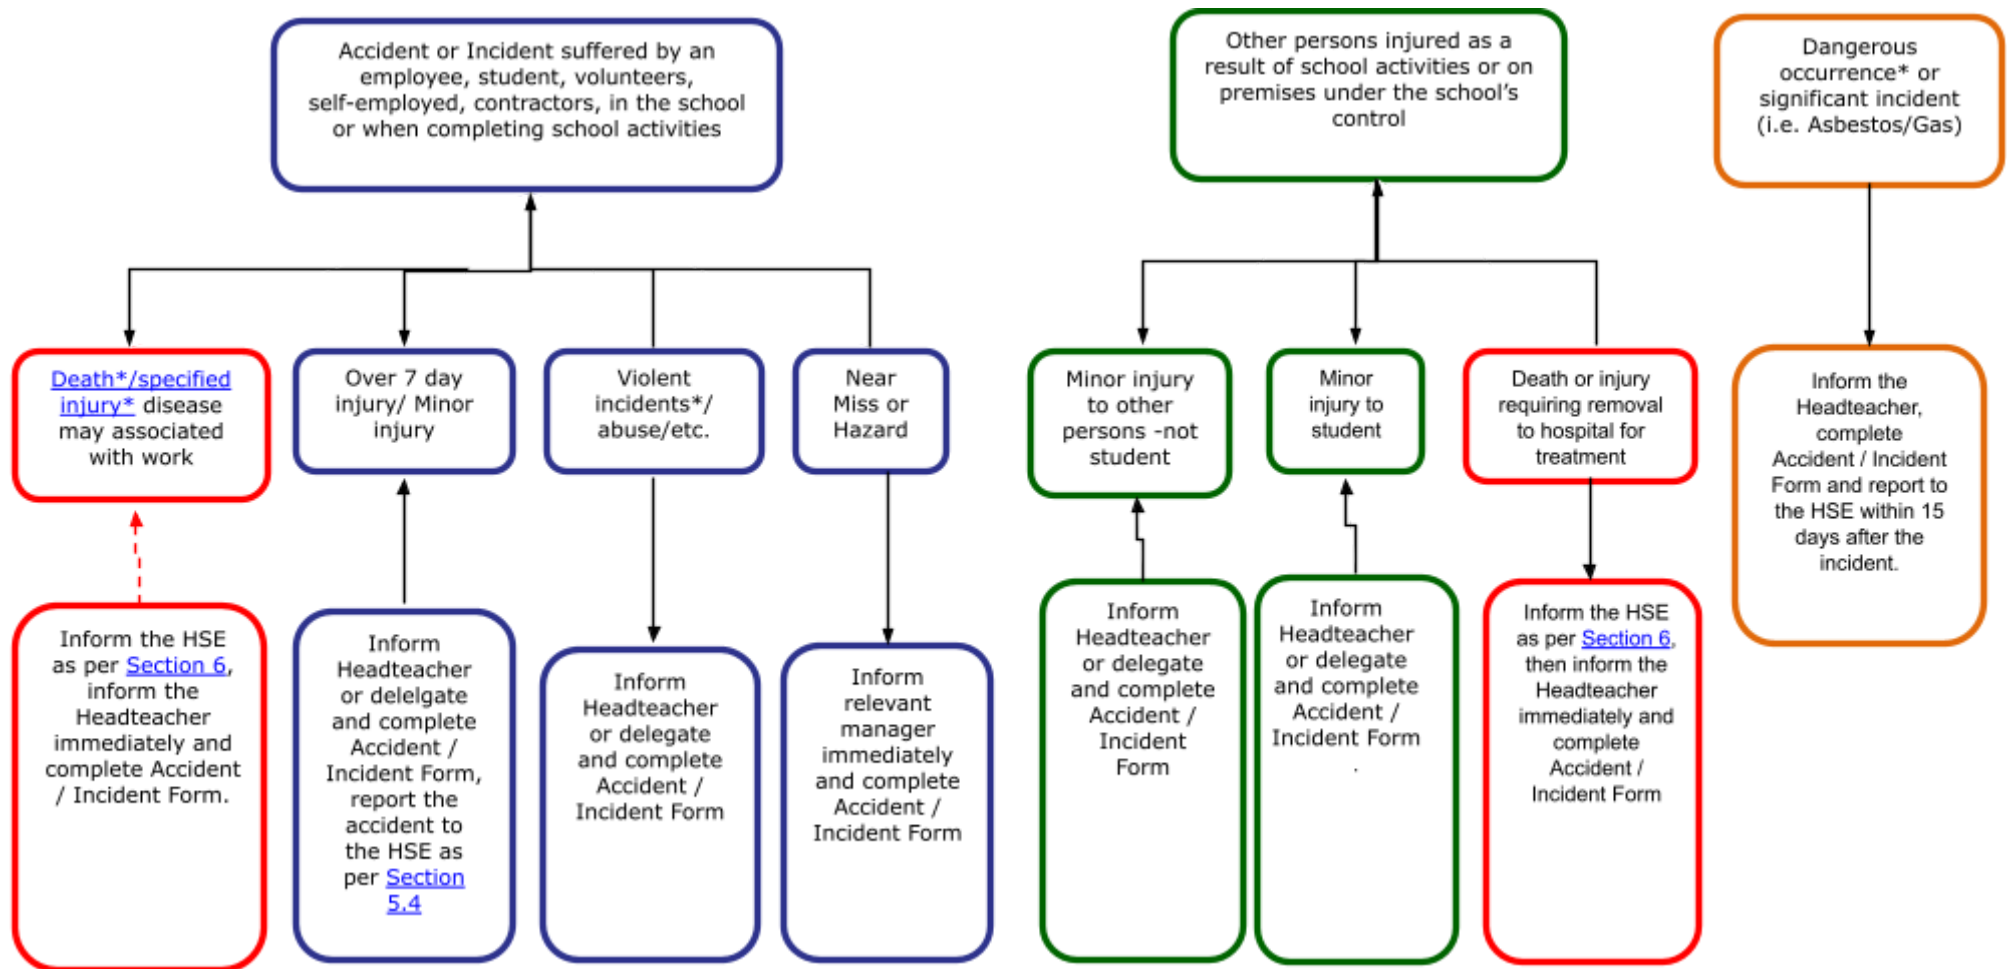 Accident or Incident suffered by an
employee, student, volunteers,
self-employed, contractors, in the school
or when completing school activities
Other persons injured as a
result of school activities or on
premises under the school's
control
Dangerous
occurrence* or
significant incident
(i.e. Asbestos/Gas)
Death*/specified
injury* disease
may associated
with work
Over 7 day
injury/ Minor
injury
Violent
incidents*/
abuse/etc.
Near
Miss or
Hazard
Minor injury
to other
persons -not
student
Minor
injury to
student
Death or injury
requiring removal
to hospital for
treatment
Inform the
Headteacher,
complete
Accident / Incident
Form and report to
the HSE within 15
days after the
incident.
Inform the HSE
as per Section 6,
inform the
Headteacher
immediately and
complete Accident
/ Incident Form.
Inform
Headteacher
or delelgate
and complete
Accident /
Incident Form,
report the
accident to
the HSE as
per Section
5.4
Inform
Headteacher
or delegate
and complete
Accident /
Incident Form
Inform
relevant
manager
immediately
and complete
Accident /
Incident Form
Inform
Headteacher
or delegate
and complete
Accident /
Incident
Form
Inform
Headteacher
or delegate
and complete
Accident /
Incident Form
.
Inform the HSE
as per Section 6,
then inform the
Headteacher
immediately and
complete
Accident /
Incident Form